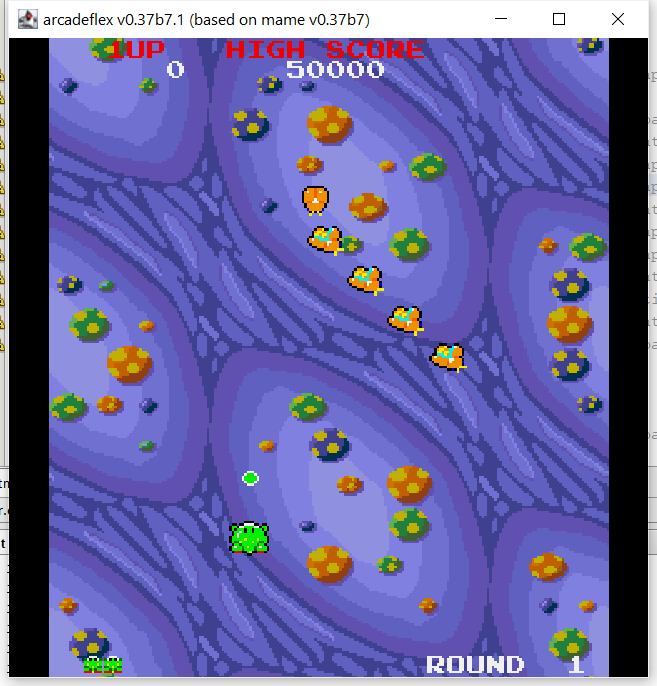 arcadeflex v0.37b7.1 (based on mame v0.37b7)
1UP HIGH SCORE
0 50000
ROUND 1